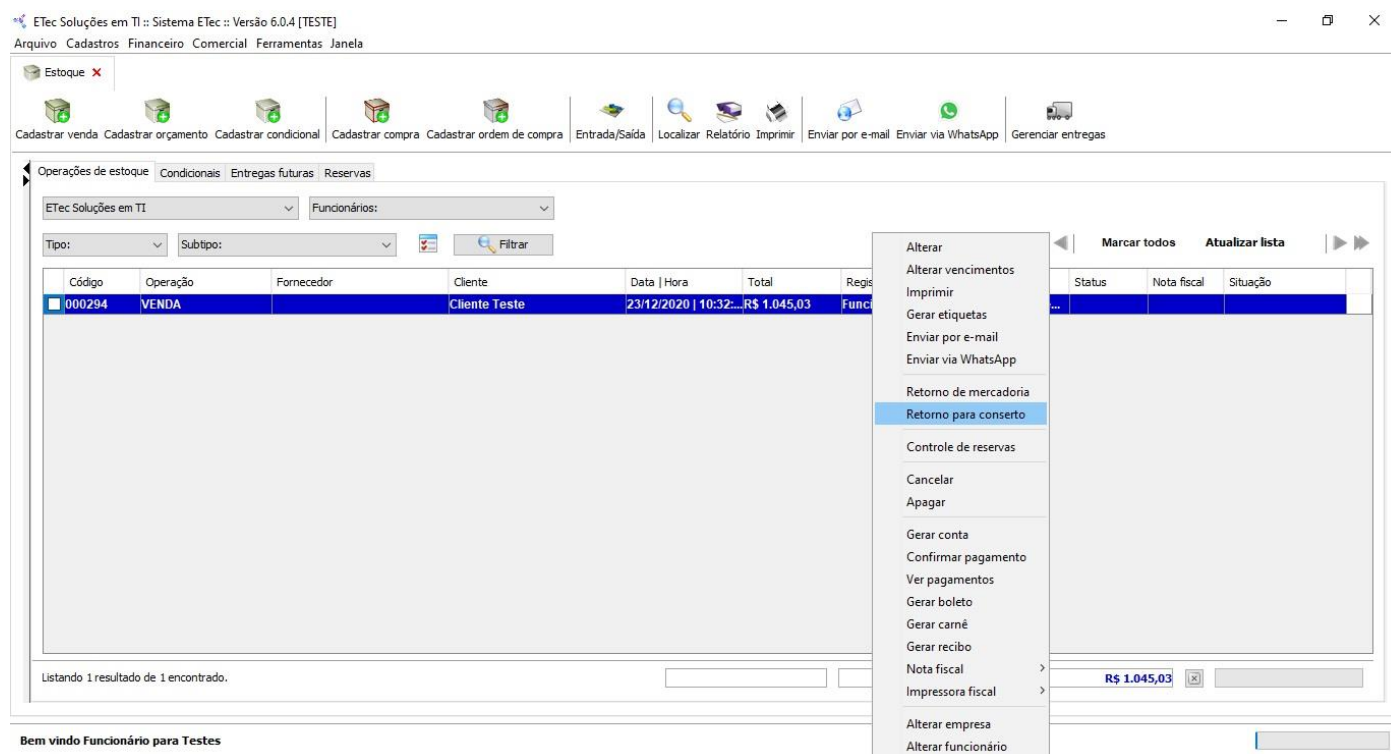 ETec Soluções em TI :: Sistema ETec :: Versão 6.0.4 [TESTE]
Arquivo Cadastros Financeiro Comercial Ferramentas Janela
Estoque
Cadastrar venda Cadastrar orçamento Cadastrar condicional Cadastrar compra Cadastrar ordem de compra Entrada/Saída Localizar Relatório Imprimir Enviar por e-mail Enviar via WhatsApp Gerenciar entregas
Operações de estoque Condicionais Entregas futuras Reservas
ETec Soluções em TI Funcionários:
Tipo: Subtipo: Filtrar Marcar todos Atualizar lista
Código Operação Fornecedor Cliente Data | Hora Total Regis Status Nota fiscal Situação
000294 VENDA Cliente Teste 23/12/2020 | 10:32:... R$ 1.045,03 Funci ...
Alterar
Alterar vencimentos
Imprimir
Gerar etiquetas
Enviar por e-mail
Enviar via WhatsApp
Retorno de mercadoria
Retorno para conserto
Controle de reservas
Cancelar
Apagar
Gerar conta
Confirmar pagamento
Ver pagamentos
Gerar boleto
Gerar carnê
Gerar recibo
Nota fiscal
Impressora fiscal
Alterar empresa
Alterar funcionário
Listando 1 resultado de 1 encontrado. R$ 1.045,03
Bem vindo Funcionário para Testes